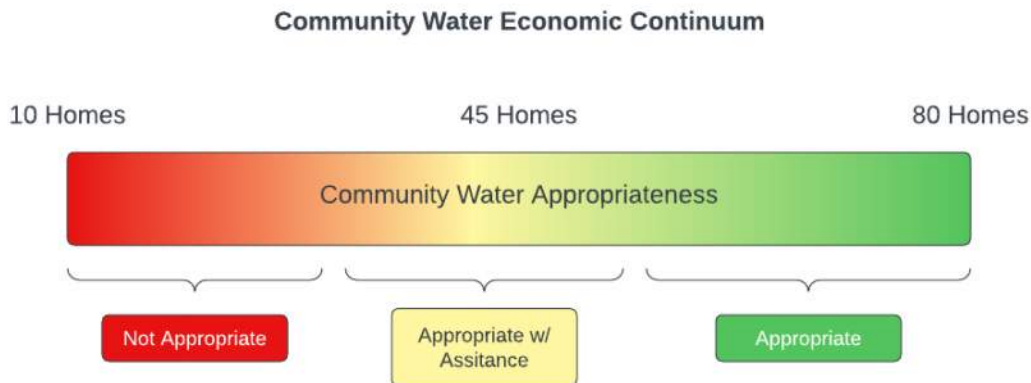 Community Water Economic Continuum
10 Homes 45 Homes 80 Homes
Community Water Appropriateness
Not Appropriate
Appropriate w/
Assitance
Appropriate